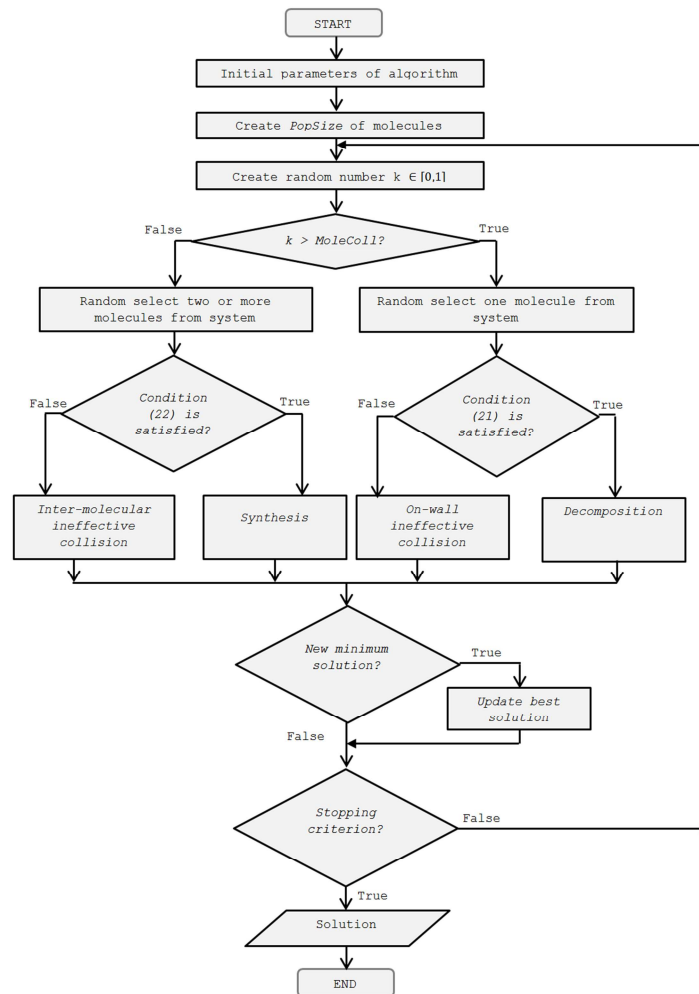 START
Initial parameters of algorithm
Create PopSize of molecules
Create random number k ∈ [0,1]
False
True
k > MoleColl?
Random select two or more
molecules from system
Random select one molecule from
system
False
Condition
(22) is
satisfied?
True
False
Condition
(21) is
satisfied?
True
Inter-molecular
ineffective
collision
Synthesis
On-wall
ineffective
collision
Decomposition
New minimum
solution?
True
Update best
solution
False
Stopping
criterion?
False
True
Solution
END